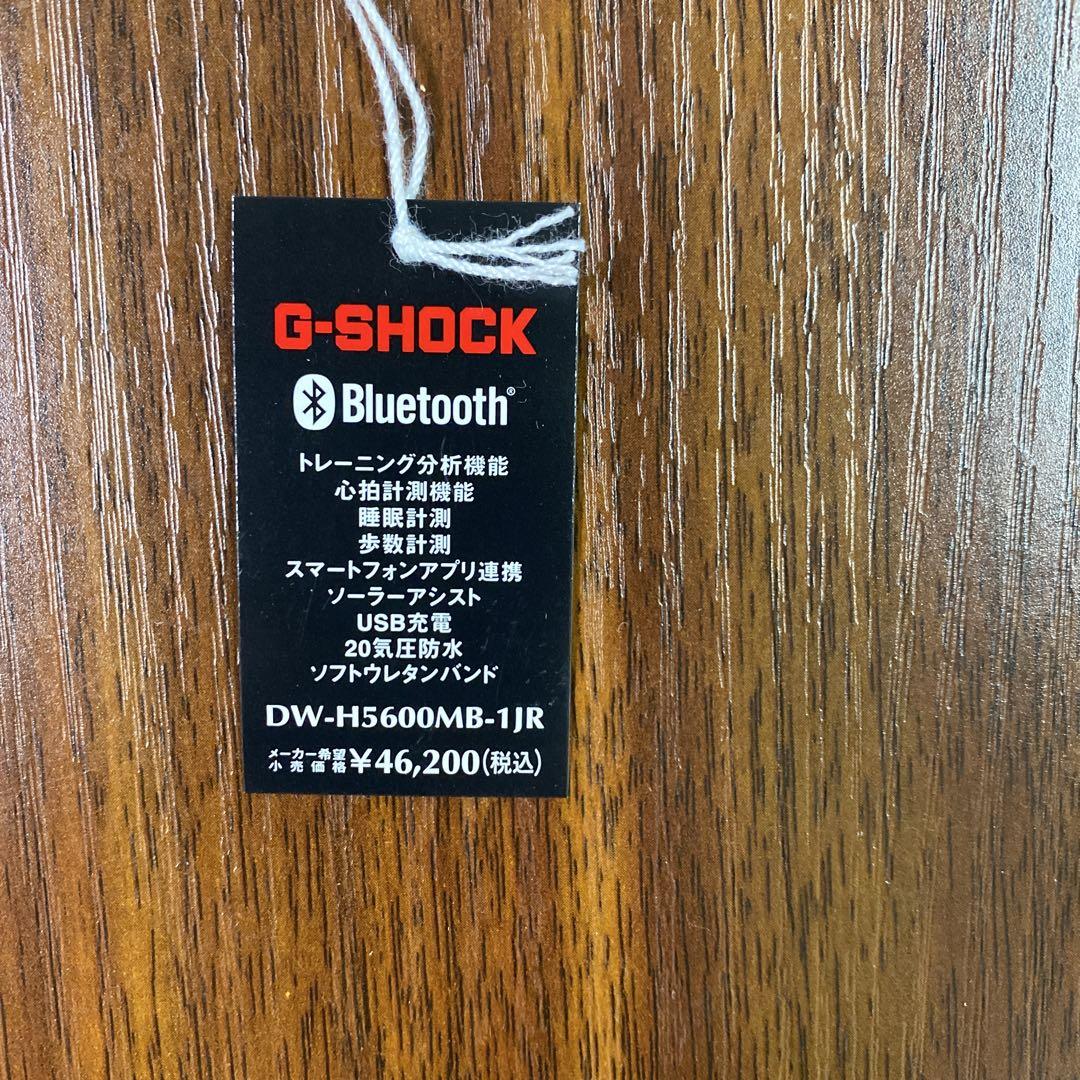 G-SHOCK
Bluetooth®
トレーニング分析機能
心拍計測機能
睡眠計測
歩数計測
スマートフォンアプリ連携
ソーラーアシスト
USB充電
20気圧防水
ソフトウレタンバンド
DW-H5600MB-1JR
メーカー希望小売価格 ¥46,200(税込)